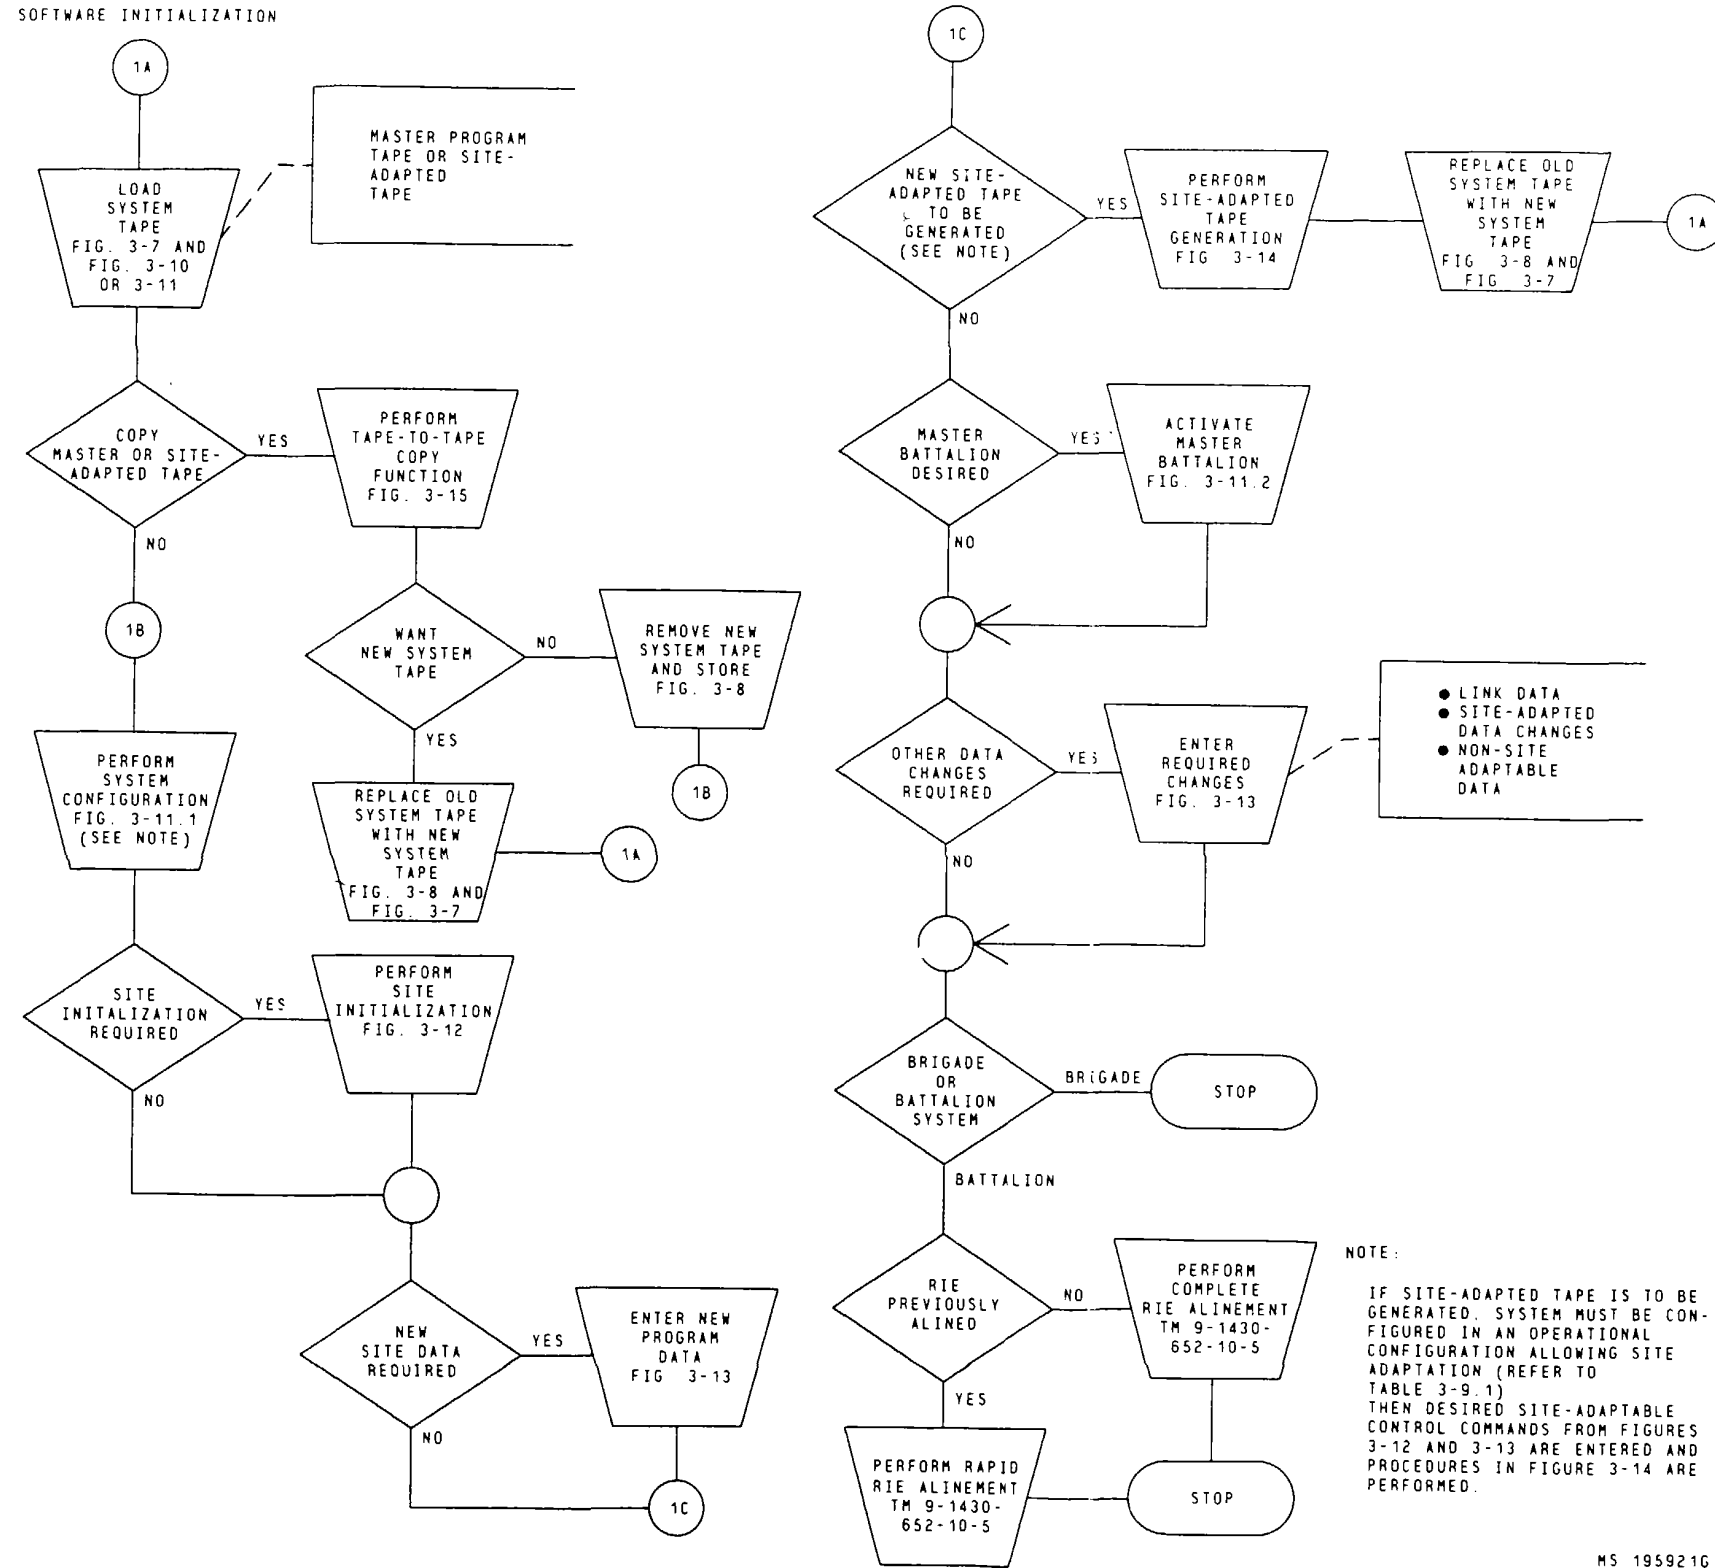 SOFTWARE INITIALIZATION
1A
MASTER PROGRAM
TAPE OR SITE-
ADAPTED
TAPE
LOAD
SYSTEM
TAPE
FIG. 3-7 AND
FIG. 3-10
OR 3-11
COPY
MASTER OR SITE-
ADAPTED TAPE
YES
NO
PERFORM
TAPE-TO-TAPE
COPY
FUNCTION
FIG. 3-15
1B
WANT
NEW SYSTEM
TAPE
NO
YES
REMOVE NEW
SYSTEM TAPE
AND STORE
FIG. 3-8
1B
PERFORM
SYSTEM
CONFIGURATION
FIG. 3-11.1
(SEE NOTE)
REPLACE OLD
SYSTEM TAPE
WITH NEW
SYSTEM
TAPE
FIG. 3-8 AND
FIG. 3-7
1A
SITE
INITALIZATION
REQUIRED
YES
NO
PERFORM
SITE
INITIALIZATION
FIG. 3-12
NEW
SITE DATA
REQUIRED
YES
NO
ENTER NEW
PROGRAM
DATA
FIG 3-13
1C
1C
NEW SITE-
ADAPTED TAPE
TO BE
GENERATED
(SEE NOTE)
YES
NO
PERFORM
SITE-ADAPTED
TAPE
GENERATION
FIG 3-14
REPLACE OLD
SYSTEM TAPE
WITH NEW
SYSTEM
TAPE
FIG 3-8 AND
FIG. 3-7
1A
MASTER
BATTALION
DESIRED
YES
NO
ACTIVATE
MASTER
BATTALION
FIG. 3-11.2
OTHER DATA
CHANGES
REQUIRED
YES
NO
ENTER
REQUIRED
CHANGES
FIG. 3-13
● LINK DATA
● SITE-ADAPTED
DATA CHANGES
● NON-SITE
ADAPTABLE
DATA
BRIGADE
OR
BATTALION
SYSTEM
BRIGADE
STOP
BATTALION
RIE
PREVIOUSLY
ALINED
NO
YES
PERFORM
COMPLETE
RIE ALINEMENT
TM 9-1430-
652-10-5
PERFORM RAPID
RIE ALINEMENT
TM 9-1430-
652-10-5
STOP
NOTE:
IF SITE-ADAPTED TAPE IS TO BE
GENERATED, SYSTEM MUST BE CON-
FIGURED IN AN OPERATIONAL
CONFIGURATION ALLOWING SITE
ADAPTATION (REFER TO
TABLE 3-9.1)
THEN DESIRED SITE-ADAPTABLE
CONTROL COMMANDS FROM FIGURES
3-12 AND 3-13 ARE ENTERED AND
PROCEDURES IN FIGURE 3-14 ARE
PERFORMED.
MS 195921G